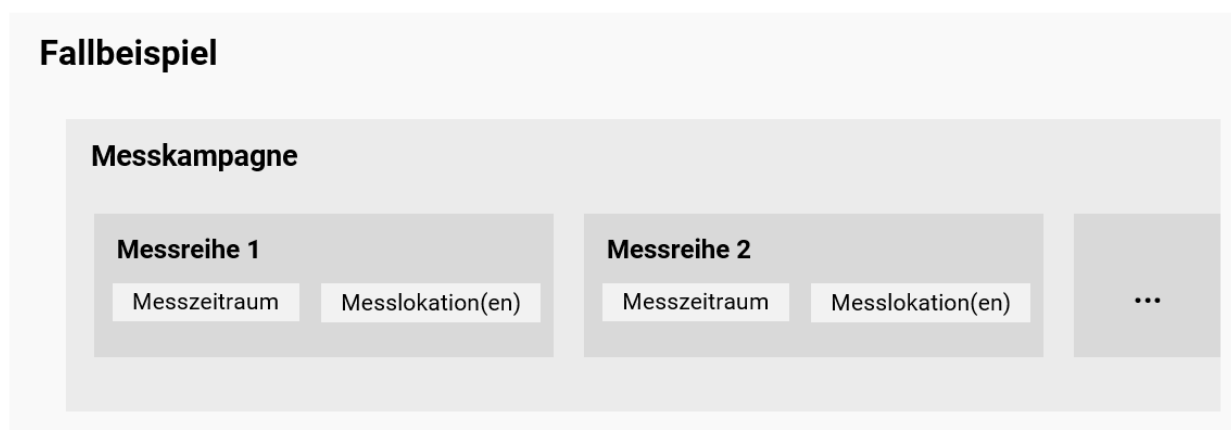 Fallbeispiel
Messkampagne
Messreihe 1
Messzeitraum
Messlokation(en)
Messreihe 2
Messzeitraum
Messlokation(en)
...